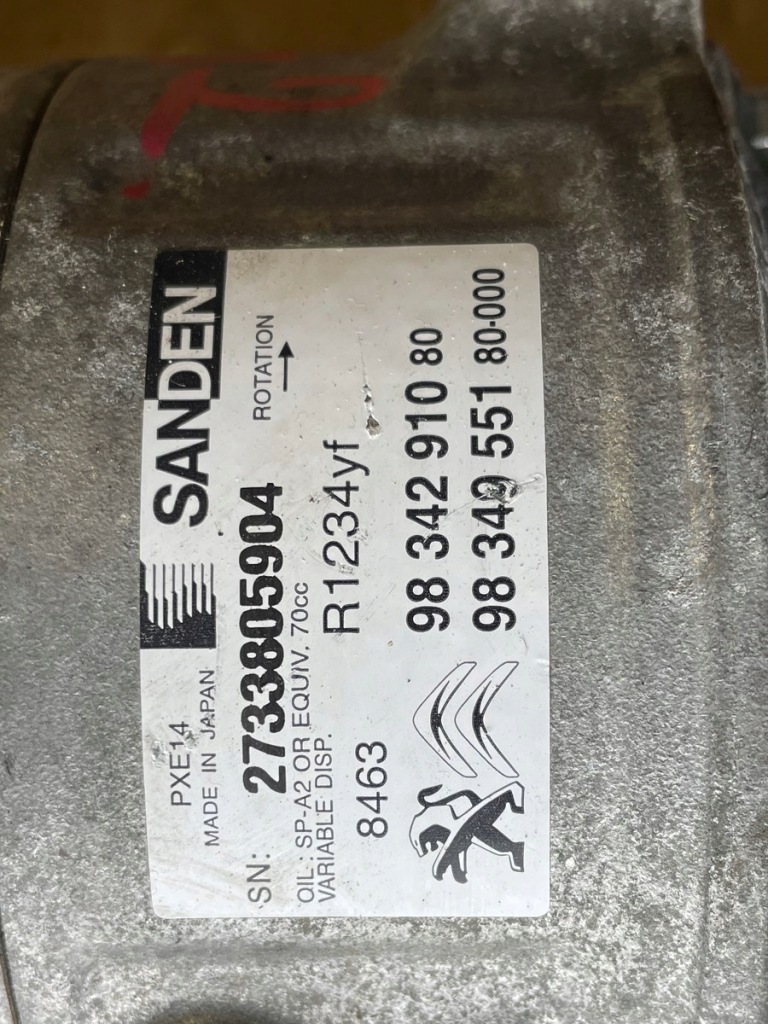 SANDEN
PXE14
MADE IN JAPAN
ROTATION
SN: 2733805904
OIL : SP-A2 OR EQUIV. 70cc
VARIABLE DISP.
R1234yf
8463
98 342 910 80
98 349 551 80-000